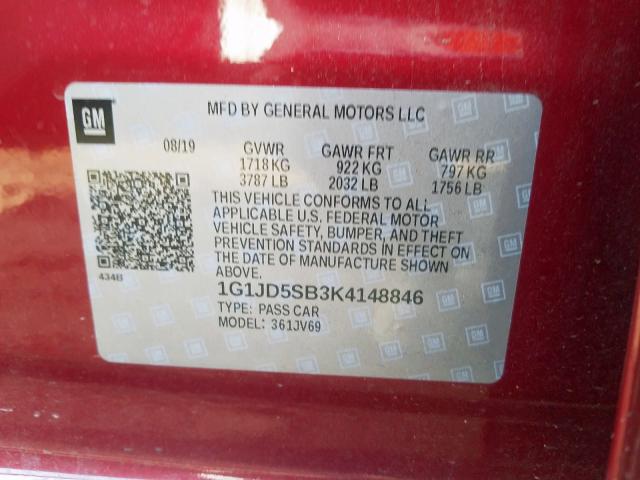 GM
MFD BY GENERAL MOTORS LLC
08/19 GVWR GAWR FRT GAWR RR
1718 KG 922 KG 797 KG
3787 LB 2032 LB 1756 LB
THIS VEHICLE CONFORMS TO ALL
APPLICABLE U.S. FEDERAL MOTOR
VEHICLE SAFETY, BUMPER, AND THEFT
PREVENTION STANDARDS IN EFFECT ON
THE DATE OF MANUFACTURE SHOWN
ABOVE.
434B
1G1JD5SB3K4148846
TYPE: PASS CAR
MODEL: 361JV69